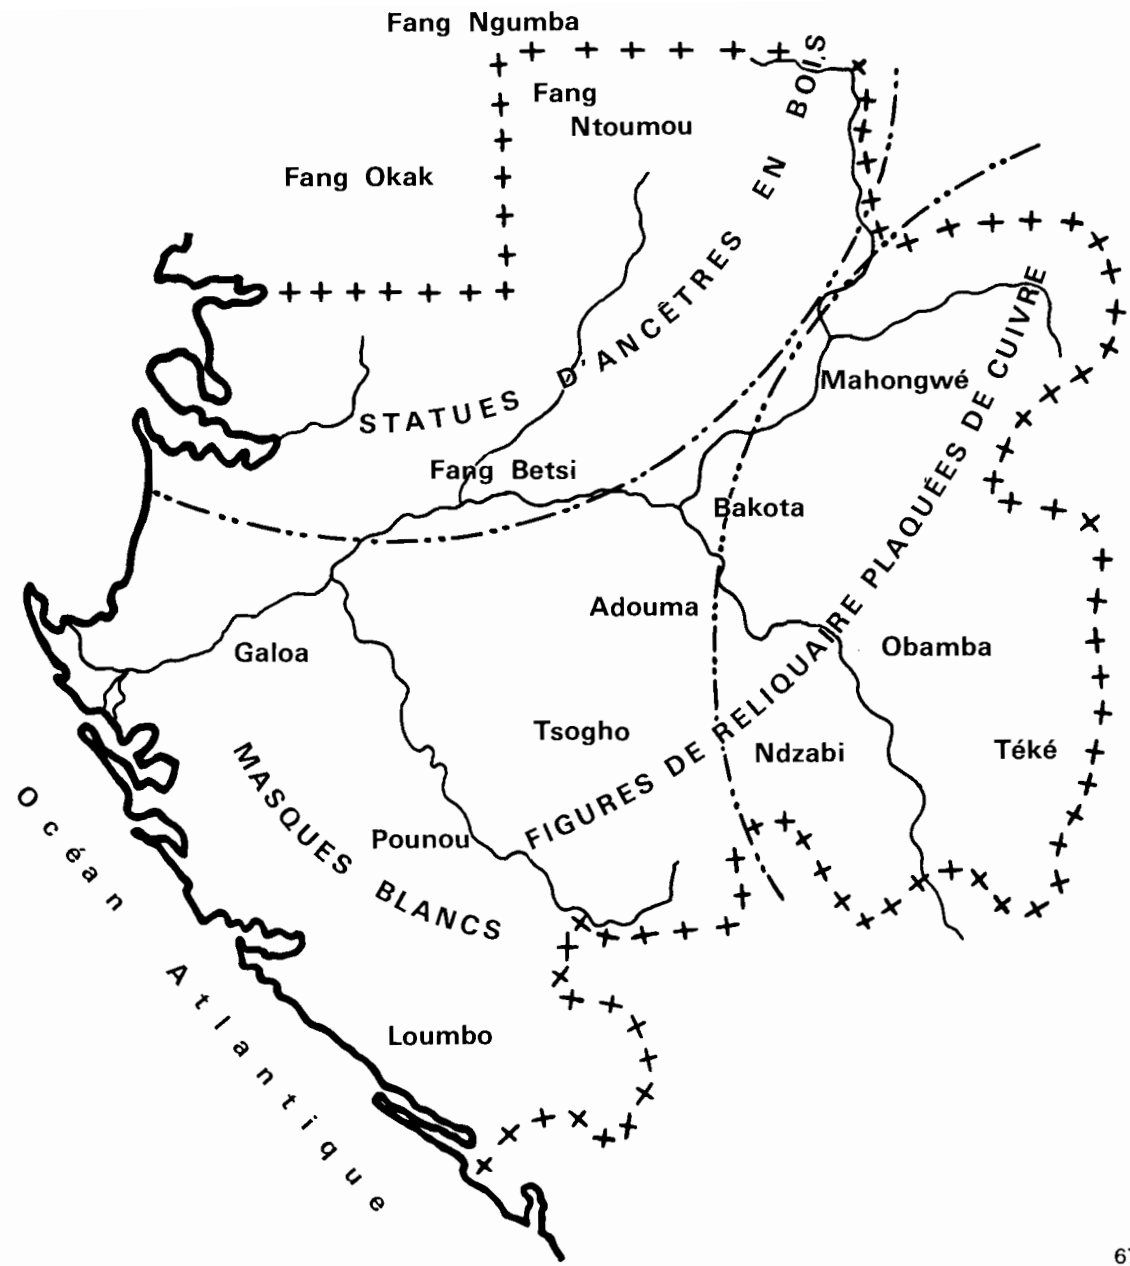 Fang Ngumba
Fang
Ntoumou
Fang Okak
STATUES D'ANCÊTRES EN BOIS
Mahongwé
Fang Betsi
Bakota
Adouma
Galoa
Obamba
Tsogho
Ndzabi
Téké
FIGURES DE RELIQUAIRE PLAQUÉES DE CUIVRE
MASQUES BLANCS
Pounou
Océan Atlantique
Loumbo